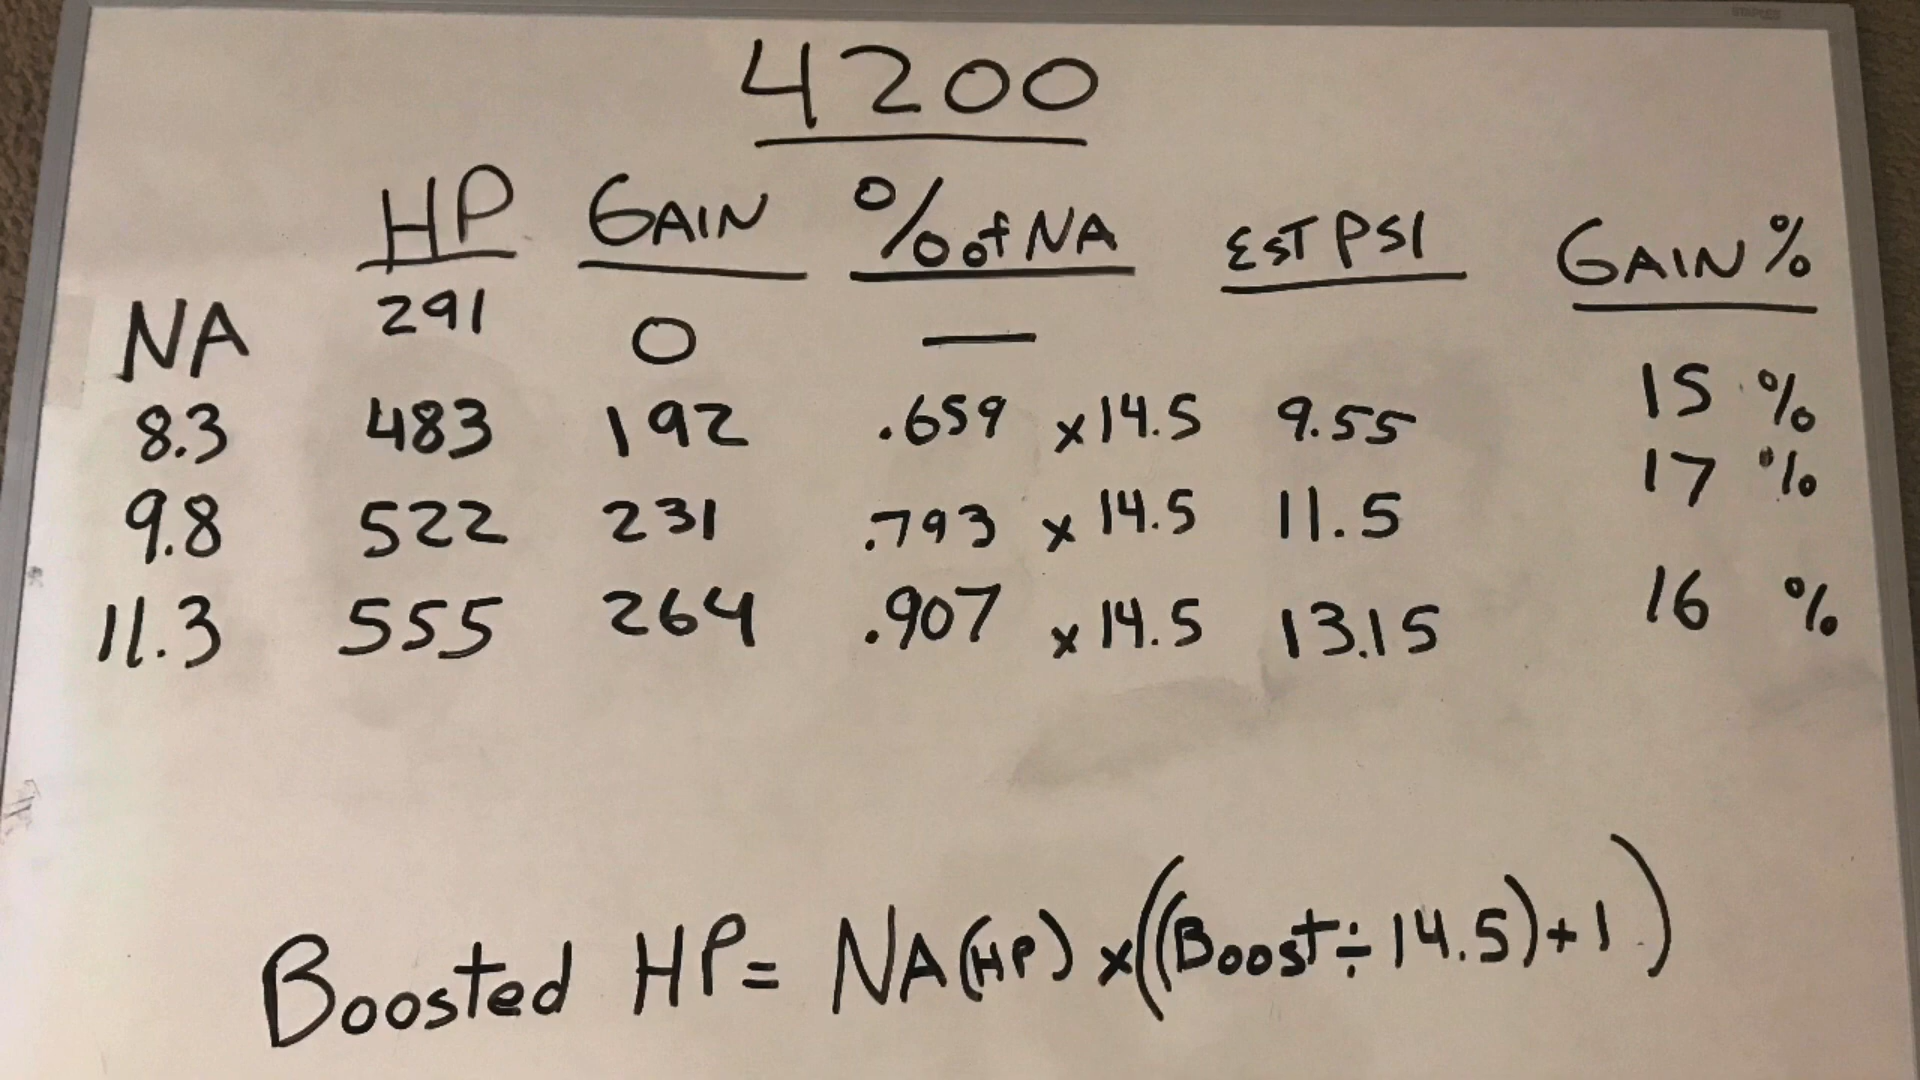 4200
HP GAIN % of NA EST PSI GAIN %
NA 291 0 —
8.3 483 192 .659 x 14.5 9.55 15 %
9.8 522 231 .793 x 14.5 11.5 17 %
11.3 555 264 .907 x 14.5 13.15 16 %
Boosted HP = NA(HP) x ((Boost ÷ 14.5) + 1)